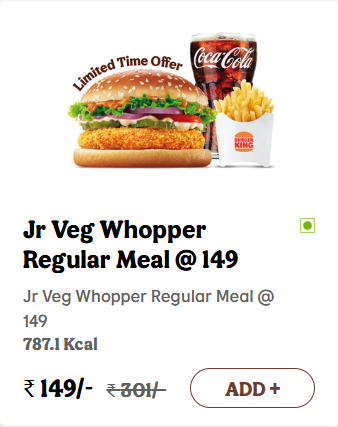 Limited Time Offer
Coca-Cola
BURGER
KING
Jr Veg Whopper
Regular Meal @ 149
Jr Veg Whopper Regular Meal @
149
787.1 Kcal
₹ 149/- ₹ 301/- ADD +